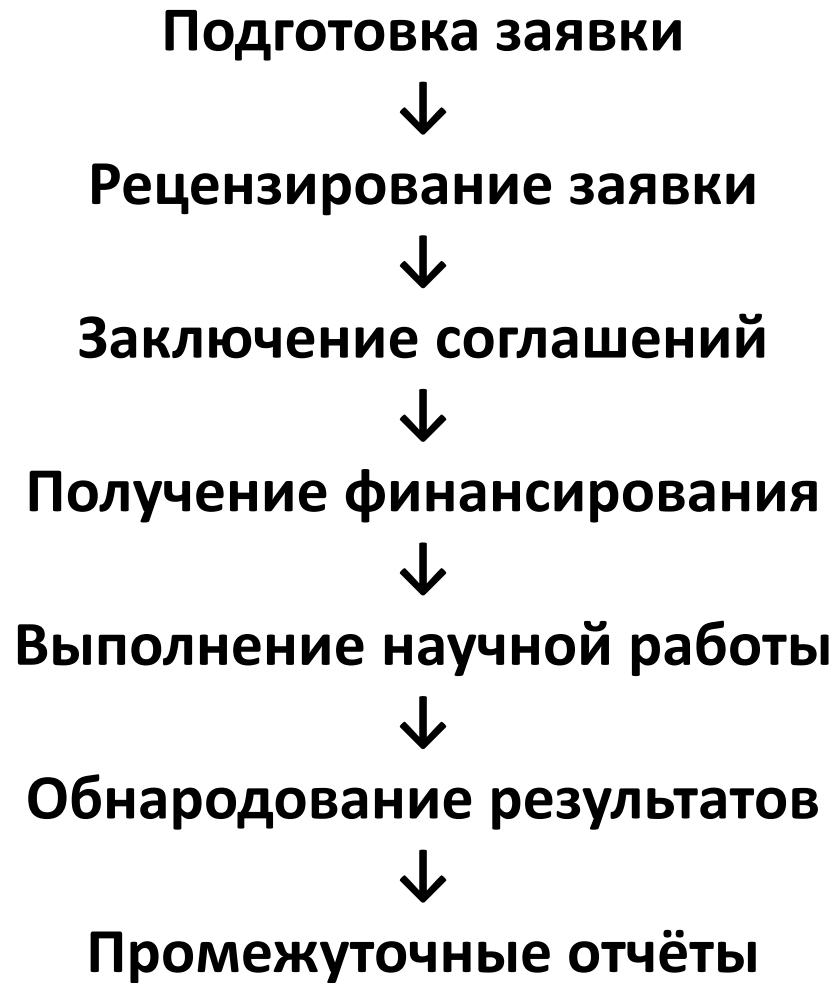 Подготовка заявки
↓
Рецензирование заявки
↓
Заключение соглашений
↓
Получение финансирования
↓
Выполнение научной работы
↓
Обнародование результатов
↓
Промежуточные отчёты